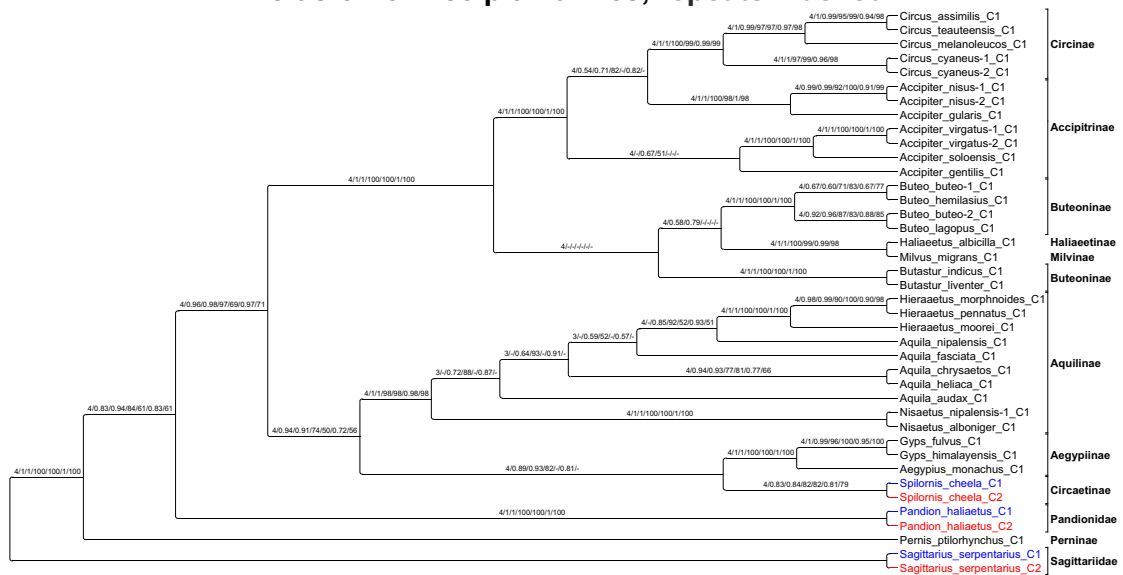 4/1/0.99/95/99/0.94/98 Circus_assimilis_C1
4/1/0.99/97/97/0.97/98 Circus_teauteensis_C1
4/1/1/100/99/0.99/99 Circus_melanoleucos_C1 Circinae
4/1/1/97/99/0.96/98 Circus_cyaneus-1_C1
4/0.54/0.71/82/-/0.82/- Circus_cyaneus-2_C1
4/0.99/0.99/92/100/0.91/99 Accipiter_nisus-1_C1
4/1/1/100/98/1/98 Accipiter_nisus-2_C1
4/1/1/100/100/1/100 Accipiter_gularis_C1
Accipitrinae
4/1/1/100/100/1/100 Accipiter_virgatus-1_C1
4/1/1/100/100/1/100 Accipiter_virgatus-2_C1
4/-/0.67/51/-/-/- Accipiter_soloensis_C1
Accipiter_gentilis_C1
4/1/1/100/100/1/100 4/0.67/0.60/71/83/0.67/77 Buteo_buteo-1_C1
4/1/1/100/100/1/100 Buteo_hemilasius_C1
Buteoninae
4/0.92/0.96/87/83/0.88/85 Buteo_buteo-2_C1
4/0.58/0.79/-/-/-/- Buteo_lagopus_C1
4/-/-/-/-/-/- 4/1/1/100/99/0.99/98 Haliaeetus_albicilla_C1 Haliaeetinae
Milvus_migrans_C1 Milvinae
4/1/1/100/100/1/100 Butastur_indicus_C1 Buteoninae
Butastur_liventer_C1
4/0.96/0.98/97/69/0.97/71 4/0.98/0.99/90/100/0.90/98 Hieraaetus_morphnoides_C1
4/1/1/100/100/1/100 Hieraaetus_pennatus_C1
4/-/0.85/92/52/0.93/51 Hieraaetus_moorei_C1
3/-/0.59/52/-/0.57/- Aquila_nipalensis_C1
3/-/0.64/93/-/0.91/- Aquila_fasciata_C1
Aquilinae
3/-/0.72/88/-/0.87/- 4/0.94/0.93/77/81/0.77/66 Aquila_chrysaetos_C1
Aquila_heliaca_C1
4/1/1/98/98/0.98/98 Aquila_audax_C1
4/0.83/0.94/84/61/0.83/61 4/1/1/100/100/1/100 Nisaetus_nipalensis-1_C1
4/0.94/0.91/74/50/0.72/56 Nisaetus_alboniger_C1
4/1/0.99/96/100/0.95/100 Gyps_fulvus_C1
4/1/1/100/100/1/100 Gyps_himalayensis_C1 Aegypiinae
4/1/1/100/100/1/100 4/0.89/0.93/82/-/0.81/- Aegypius_monachus_C1
4/0.83/0.84/82/82/0.81/79 Spilornis_cheela_C1
Circaetinae
Spilornis_cheela_C2
4/1/1/100/100/1/100 Pandion_haliaetus_C1
Pandionidae
Pandion_haliaetus_C2
Pernis_ptilorhynchus_C1 Perninae
Sagittarius_serpentarius_C1
Sagittariidae
Sagittarius_serpentarius_C2